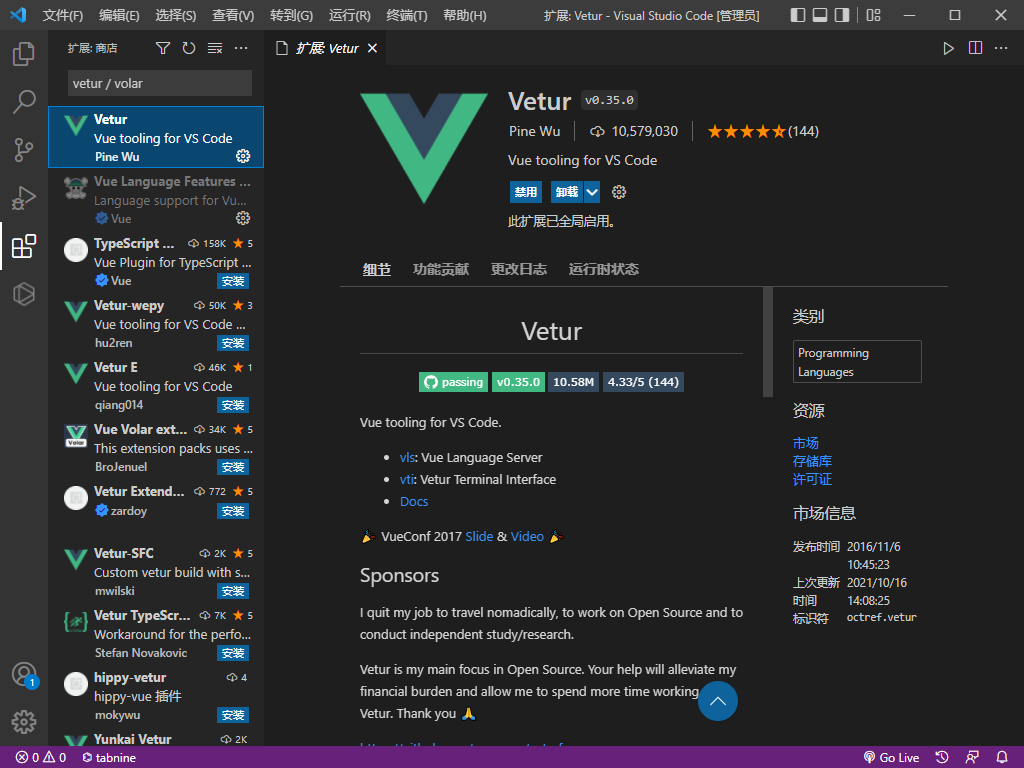 文件(F) 编辑(E) 选择(S) 查看(V) 转到(G) 运行(R) 终端(T) 帮助(H) 扩展: Vetur - Visual Studio Code [管理员]
扩展: 商店
vetur / volar
Vetur
Vue tooling for VS Code
Pine Wu
Vue Language Features ...
Language support for Vu...
Vue
TypeScript ... 158K ★ 5
Vue Plugin for TypeScript ...
Vue 安装
Vetur-wepy 50K ★ 3
Vue tooling for VS Code ...
hu2ren 安装
Vetur E 46K ★ 1
Vue tooling for VS Code
qiang014 安装
Vue Volar ext... 34K ★ 5
Volar
This extension packs uses ...
BroJenuel 安装
Vetur Extend... 772 ★ 5
zardoy 安装
Vetur-SFC 2K ★ 5
Custom vetur build with s...
mwilski 安装
Vetur TypeScr... 7K ★ 5
Workaround for the perfo...
Stefan Novakovic 安装
hippy-vetur 4
hippy-vue 插件
mokywu 安装
Yunkai Vetur 2K
1
扩展: Vetur
Vetur v0.35.0
Pine Wu 10,579,030 (144)
Vue tooling for VS Code
禁用 卸载
此扩展已全局启用。
细节 功能贡献 更改日志 运行时状态
Vetur
passing v0.35.0 10.58M 4.33/5 (144)
Vue tooling for VS Code.
• vls: Vue Language Server
• vti: Vetur Terminal Interface
• Docs
🎉 VueConf 2017 Slide & Video 🎉
Sponsors
I quit my job to travel nomadically, to work on Open Source and to
conduct independent study/research.
Vetur is my main focus in Open Source. Your help will alleviate my
financial burden and allow me to spend more time working
Vetur. Thank you 🙏
类别
Programming
Languages
资源
市场
存储库
许可证
市场信息
发布时间 2016/11/6
10:45:23
上次更新 2021/10/16
时间 14:08:25
标识符 octref.vetur
0 0 tabnine Go Live